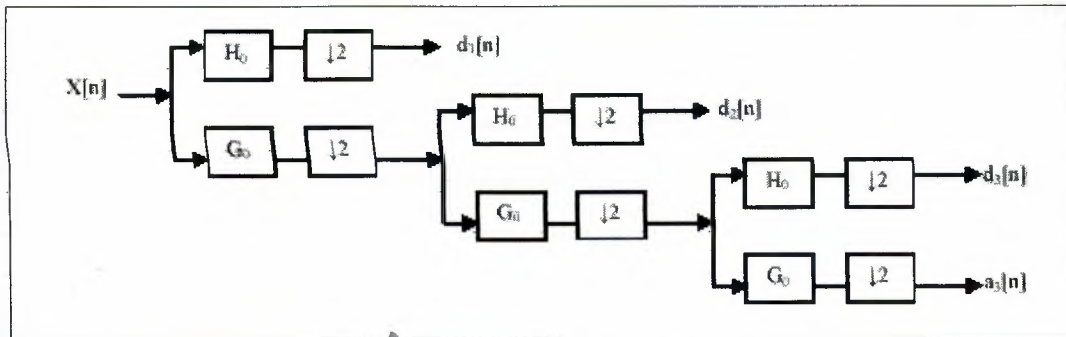 H₀ ↓2 d₁[n]
X[n]
G₀ ↓2 H₀ ↓2 d₂[n]
G₀ ↓2 H₀ ↓2 d₃[n]
G₀ ↓2 a₃[n]